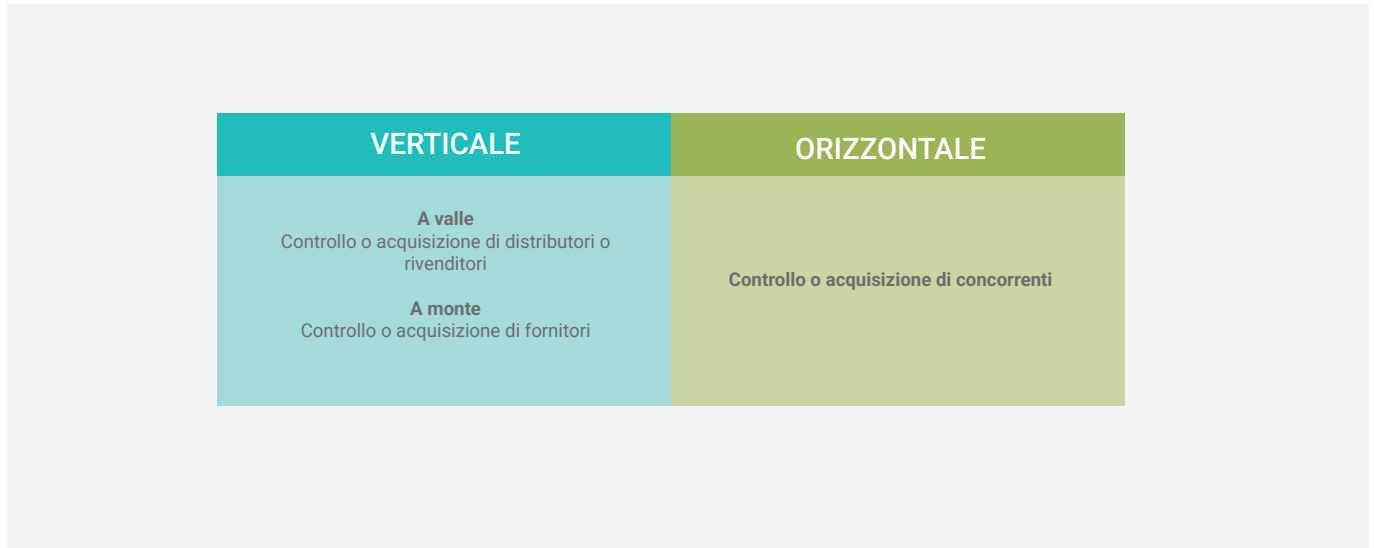 VERTICALE
A valle
Controllo o acquisizione di distributori o
rivenditori
A monte
Controllo o acquisizione di fornitori
ORIZZONTALE
Controllo o acquisizione di concorrenti